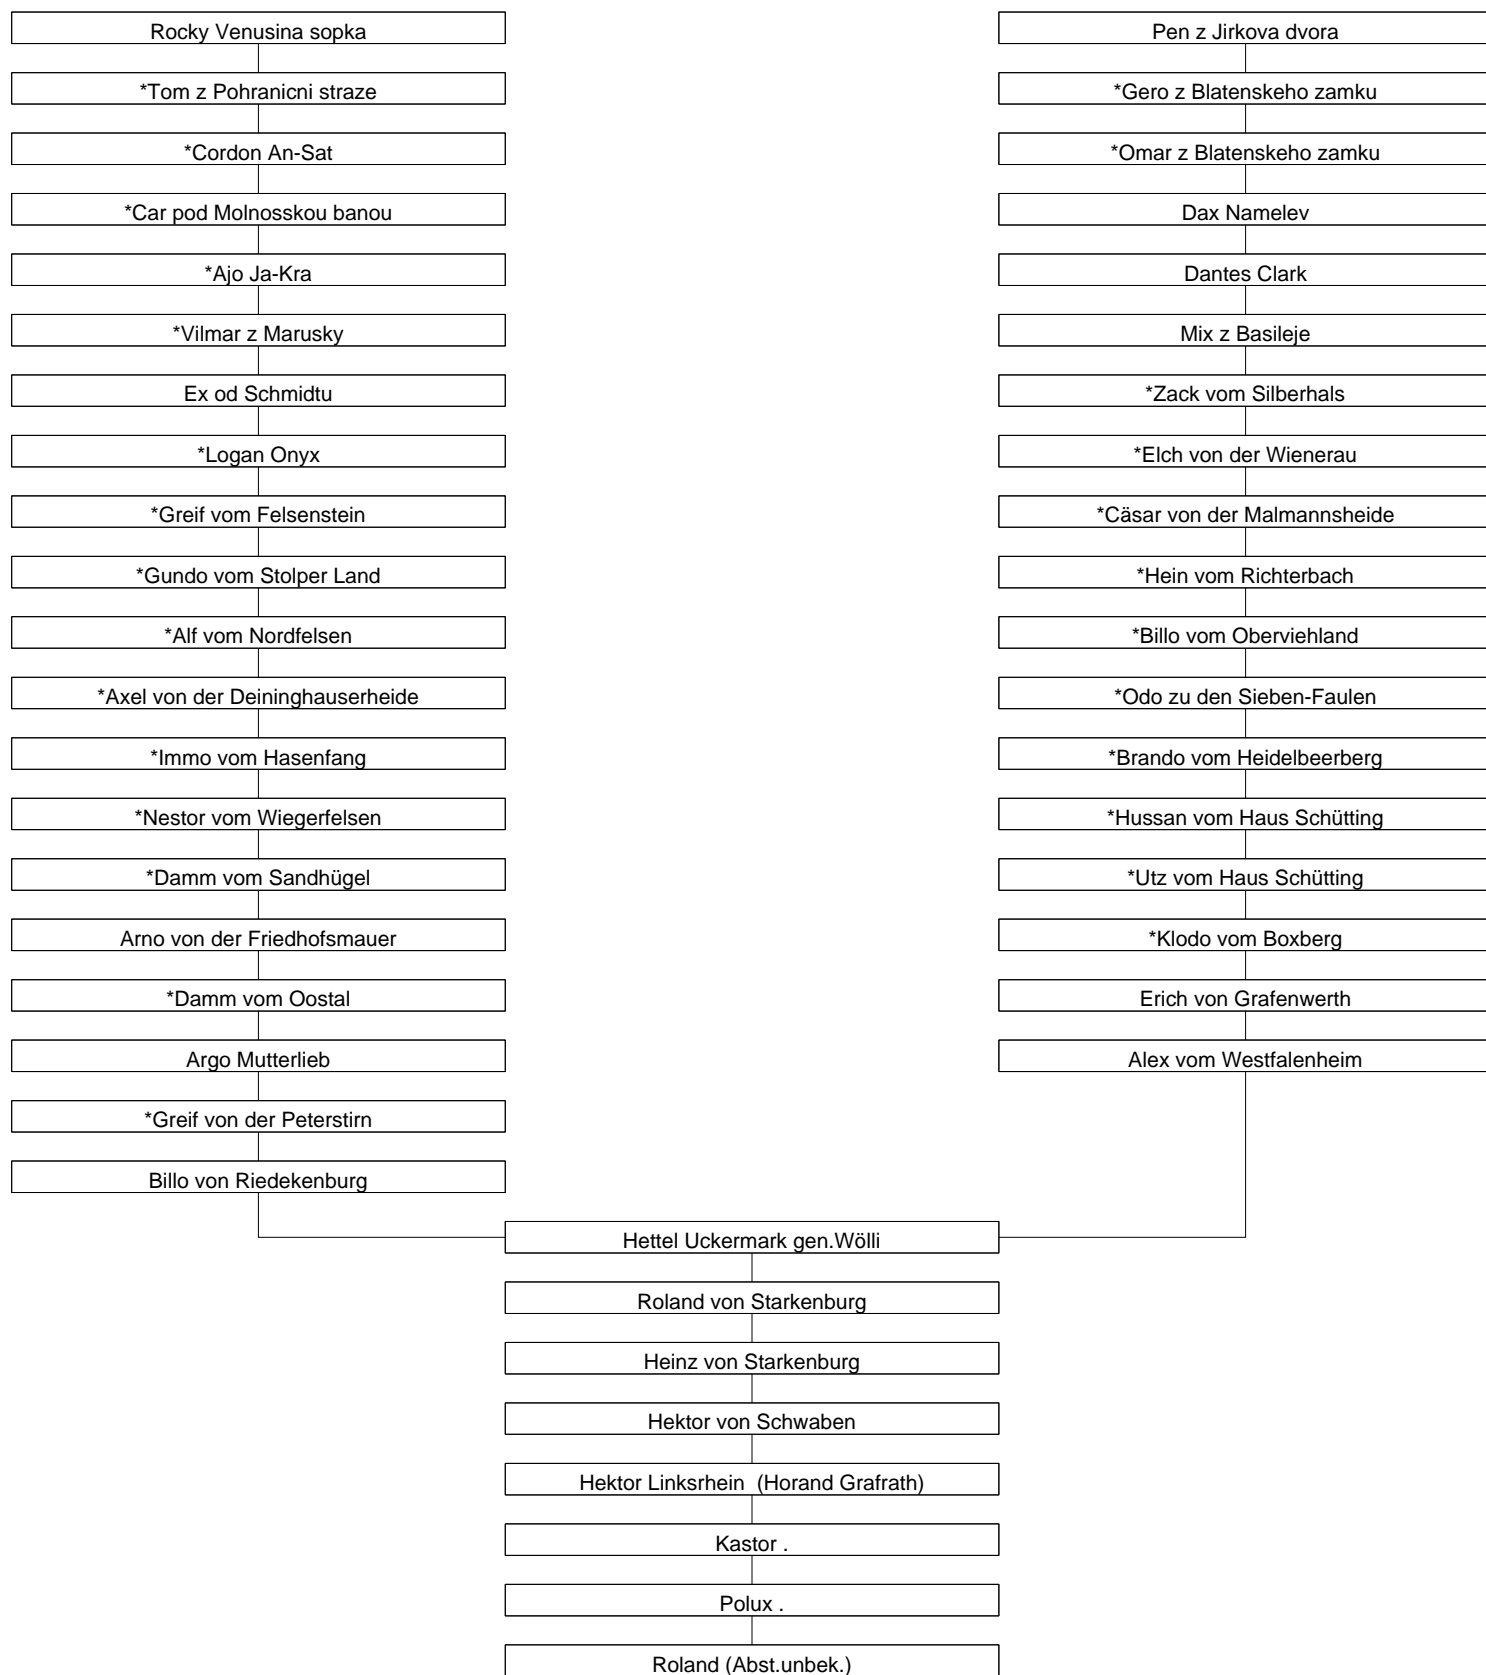 Rocky Venusina sopka
*Tom z Pohranicni straze
*Cordon An-Sat
*Car pod Molnosskou banou
*Ajo Ja-Kra
*Vilmar z Marusky
Ex od Schmidtu
*Logan Onyx
*Greif vom Felsenstein
*Gundo vom Stolper Land
*Alf vom Nordfelsen
*Axel von der Deininghauserheide
*Immo vom Hasenfang
*Nestor vom Wiegerfelsen
*Damm vom Sandhügel
Arno von der Friedhofsmauer
*Damm vom Oostal
Argo Mutterlieb
*Greif von der Peterstirn
Billo von Riedekenburg
Pen z Jirkova dvora
*Gero z Blatenskeho zamku
*Omar z Blatenskeho zamku
Dax Namelev
Dantes Clark
Mix z Basileje
*Zack vom Silberhals
*Elch von der Wienerau
*Cäsar von der Malmannsheide
*Hein vom Richterbach
*Billo vom Oberviehland
*Odo zu den Sieben-Faulen
*Brando vom Heidelbeerberg
*Hussan vom Haus Schütting
*Utz vom Haus Schütting
*Klodo vom Boxberg
Erich von Grafenwerth
Alex vom Westfalenheim
Hettel Uckermark gen.Wölli
Roland von Starkenburg
Heinz von Starkenburg
Hektor von Schwaben
Hektor Linksrhein  (Horand Grafrath)
Kastor .
Polux .
Roland (Abst.unbek.)